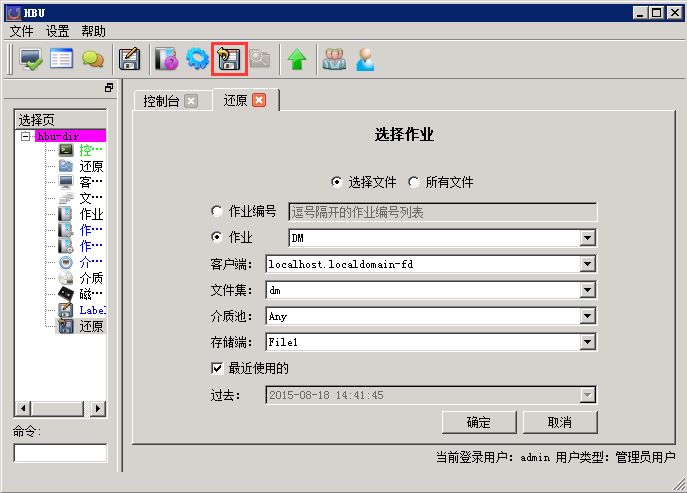 HBU
文件 设置 帮助
控制台 还原
选择页
hbu-dir
控…
还原
客…
文…
作业
作…
作…
介…
介质
磁…
Label
还原
命令:
选择作业
选择文件 所有文件
作业编号 逗号隔开的作业编号列表
作业 DM
客户端: localhost.localdomain-fd
文件集: dm
介质池: Any
存储端: File1
最近使用的
过去: 2015-08-18 14:41:45
确定 取消
当前登录用户: admin 用户类型: 管理员用户